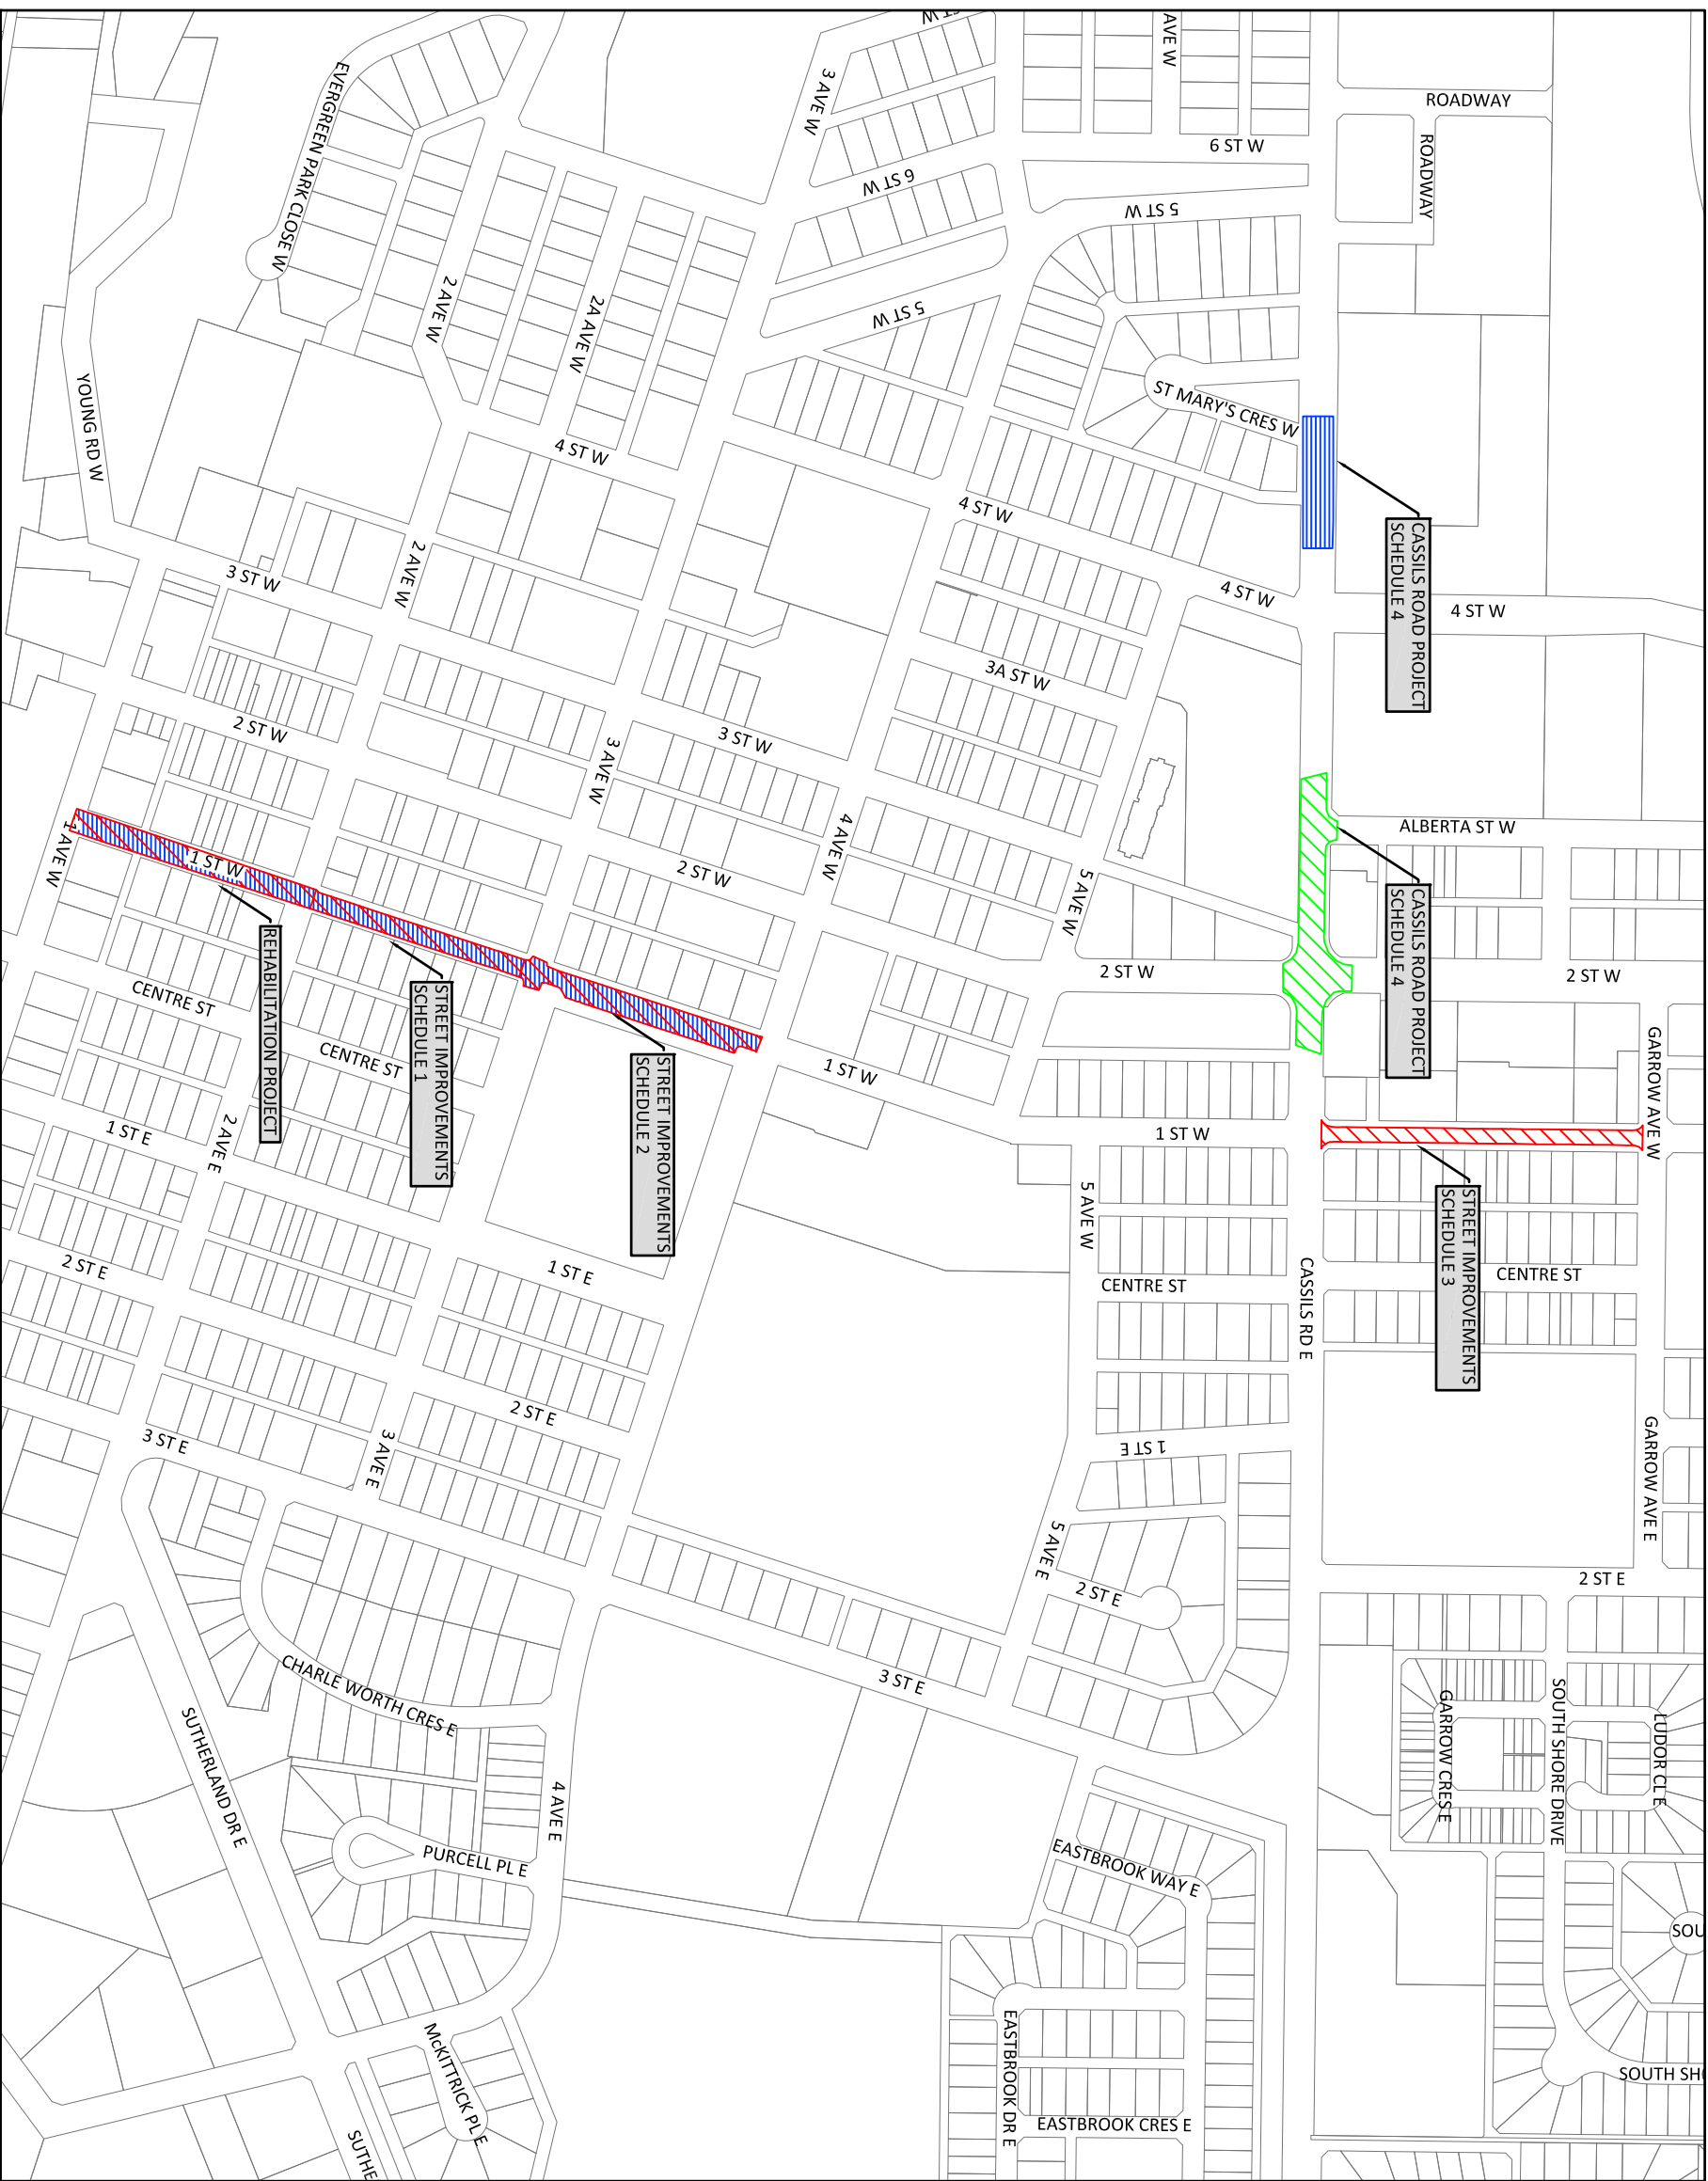 ST W
AVE W
3 AVE W
ROADWAY
ROADWAY
EVERGREEN PARK CLOSE W
6 ST W
6 ST W
5 ST W
2 AVE W
2A AVE W
5 ST W
YOUNG RD W
ST MARY'S CRES W
4 ST W
4 ST W
CASSILS ROAD PROJECT
SCHEDULE 4
2 AVE W
3 ST W
4 ST W
4 ST W
3A ST W
2 ST W
3 ST W
3 AVE W
1 AVE W
1 ST W
2 ST W
4 AVE W
ALBERTA ST W
5 AVE W
CASSILS ROAD PROJECT
SCHEDULE 4
2 ST W
2 ST W
CENTRE ST
REHABILITATION PROJECT
CENTRE ST
STREET IMPROVEMENTS
SCHEDULE 1
STREET IMPROVEMENTS
SCHEDULE 2
1 ST W
GARROW AVE W
1 ST E
2 AVE E
1 ST W
5 AVE W
STREET IMPROVEMENTS
SCHEDULE 3
2 ST E
1 ST E
CENTRE ST
CASSILS RD E
CENTRE ST
3 ST E
3 AVE E
2 ST E
1 ST E
GARROW AVE E
5 AVE E
2 ST E
2 ST E
CHARLE WORTH CRES E
3 ST E
SUTHERLAND DR E
GARROW CRES E
SOUTH SHORE DRIVE
LUDOR CL E
4 AVE E
PURCELL PL E
EASTBROOK WAY E
SOU
McKITTRICK PL E
EASTBROOK DR E
SOUTH SH
EASTBROOK CRES E
SUTHE